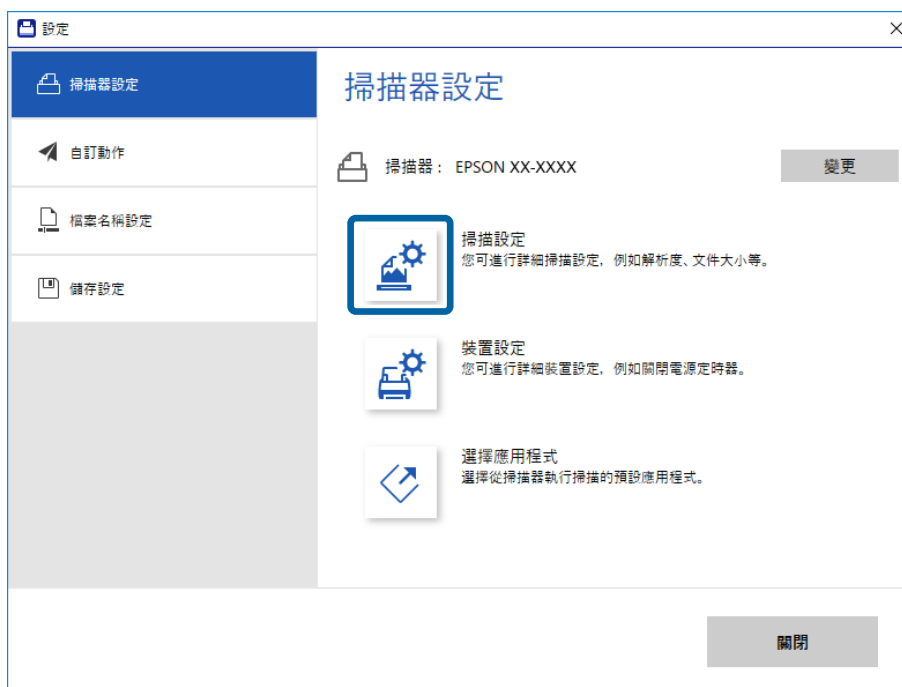 設定
掃描器設定
自訂動作
檔案名稱設定
儲存設定
掃描器設定
掃描器： EPSON XX-XXXX
變更
掃描設定
您可進行詳細掃描設定，例如解析度、文件大小等。
裝置設定
您可進行詳細裝置設定，例如關閉電源定時器。
選擇應用程式
選擇從掃描器執行掃描的預設應用程式。
關閉